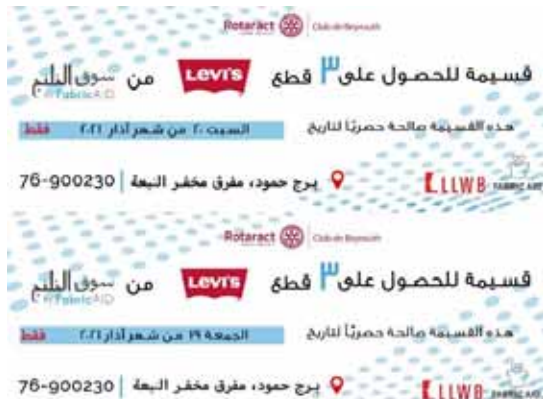 Rotaract Club de Beyrouth
قسيمة للحصول على ٣ قطع LEVI'S من سوق الخليج
FabricAID
هذه القسيمة صالحة حصريًا لتاريخ السبت ٢٠ من شهر آذار ٢٠٢١ فقط
برج حمود، مفرق مخفر النبعة 76-900230
LLWB FABRIC AID
Rotaract Club de Beyrouth
قسيمة للحصول على ٣ قطع LEVI'S من سوق
FabricAID
هذه القسيمة صالحة حصريًا لتاريخ الجمعة ١٩ من شهر آذار ٢٠٢١ فقط
برج حمود، مفرق مخفر النبعة 76-900230
LLWB FABRIC AID